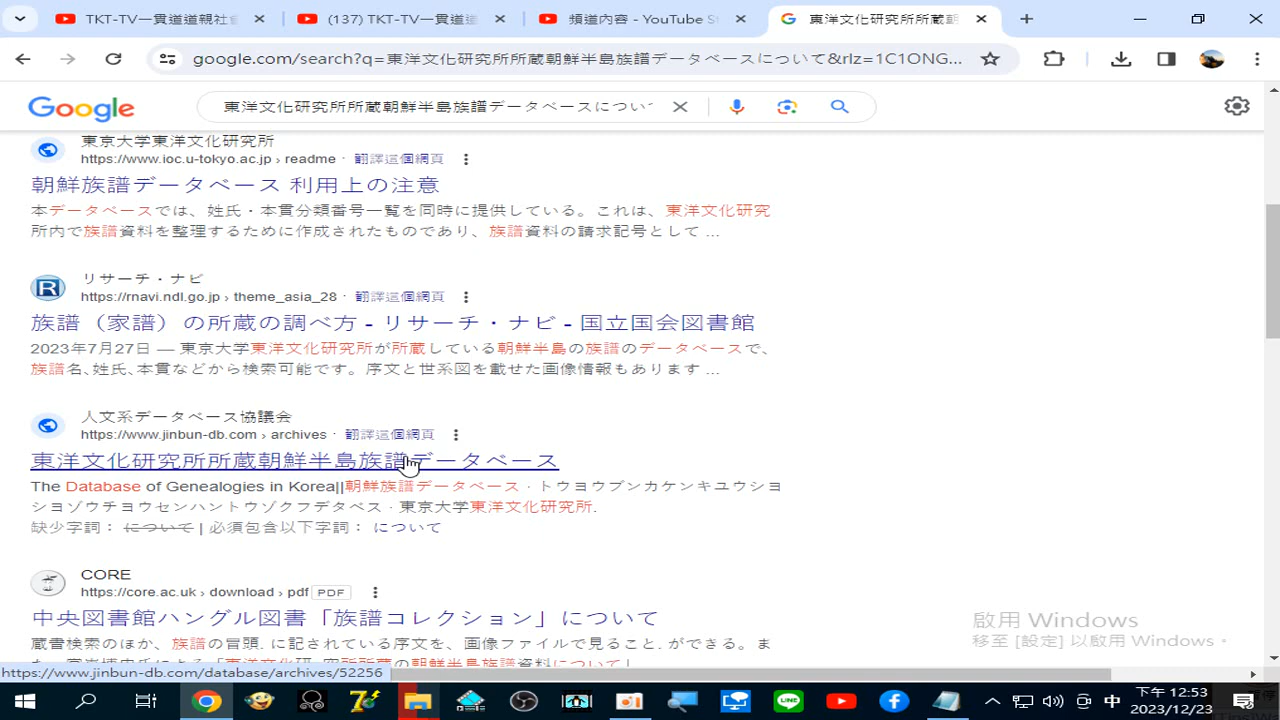 TKT-TV一貫道道親社
(137) TKT-TV一貫道道
頻道内容 - YouTube
東洋文化研究所所蔵
google.com/search?q=東洋文化研究所所蔵朝鮮半島族譜データベースについて&rlz=1C1ONG...
Google
東洋文化研究所所蔵朝鮮半島族譜データベースについ
東京大学東洋文化研究所
https://www.ioc.u-tokyo.ac.jp › readme · 翻譯這個網頁
朝鮮族譜データベース 利用上の注意
本データベースでは、姓氏・本貫分類番号一覧を同時に提供している。これは、東洋文化研究
所内で族譜資料を整理するために作成されたものであり、族譜資料の請求記号として ...
リサーチ・ナビ
https://rnavi.ndl.go.jp › theme_asia_28 · 翻譯這個網頁
族譜（家譜）の所蔵の調べ方 - リサーチ・ナビ - 国立国会図書館
2023年7月27日 — 東京大学東洋文化研究所が所蔵している朝鮮半島の族譜のデータベースで、
族譜名､姓氏､本貫などから検索可能です。序文と世系図を載せた画像情報もあります ...
人文系データベース協議会
https://www.jinbun-db.com › archives · 翻譯這個網頁
東洋文化研究所所蔵朝鮮半島族譜データベース
The Database of Genealogies in Korea||朝鮮族譜データベース · トウヨウブンカケンキユウシヨ
シヨゾウチヨウセンハントウゾクフデタベス · 東京大学東洋文化研究所.
缺少字詞： について | 必須包含以下字詞： について
CORE
https://core.ac.uk › download › pdf PDF
中央図書館ハングル図書「族譜コレクション」について
蔵書検索のほか、族譜の冒頭. に記されている序文を、画像ファイルで見ること. ができる。ま
啟用 Windows
移至 [設定] 以啟用 Windows。
https://www.jinbun-db.com/database/archives/52256
LINE
中
下午 12:53
2023/12/23